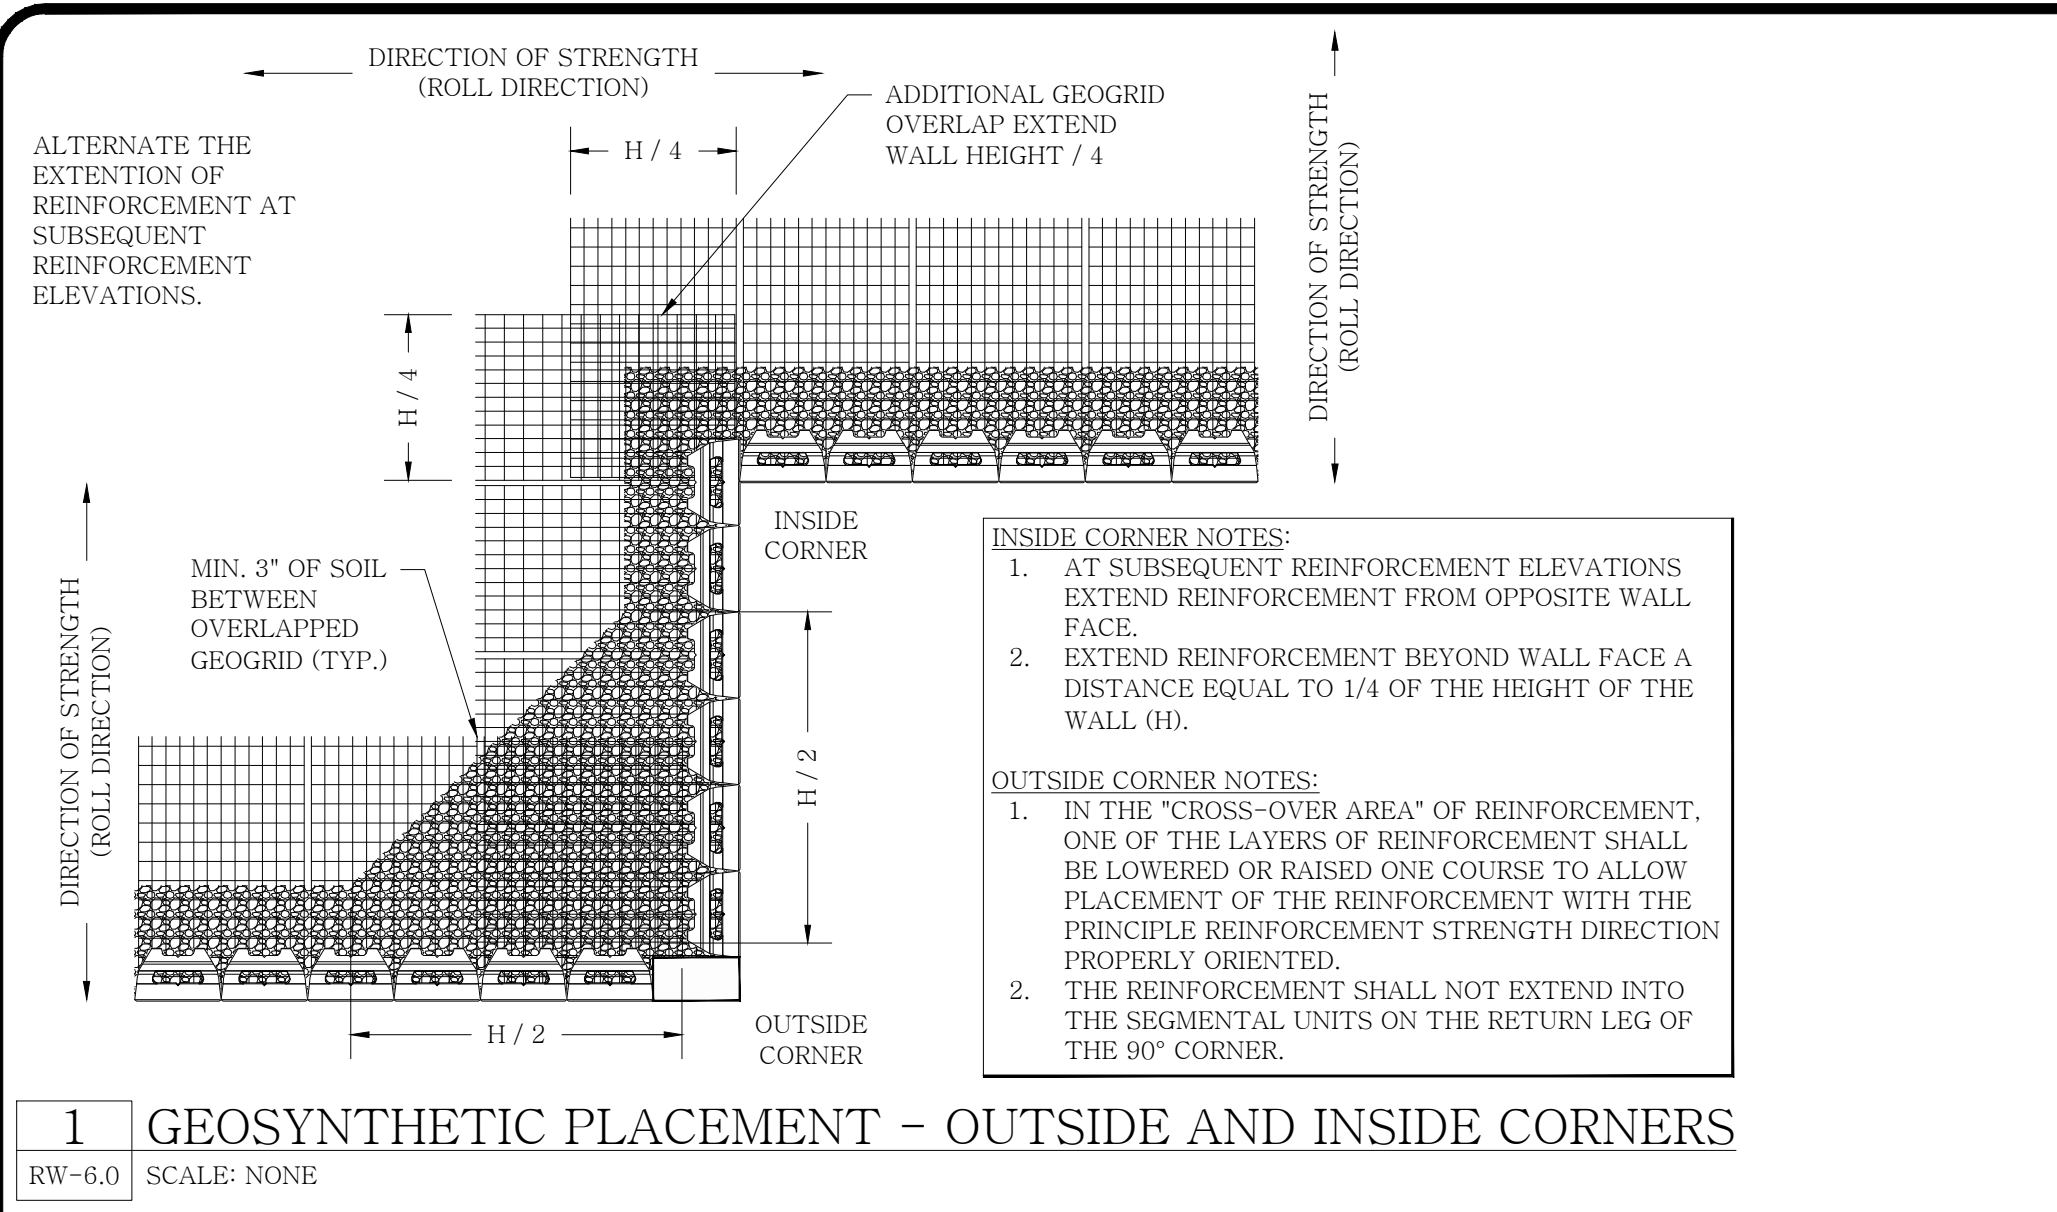 DIRECTION OF STRENGTH
(ROLL DIRECTION)
ADDITIONAL GEOGRID
OVERLAP EXTEND
WALL HEIGHT / 4
H / 4
ALTERNATE THE
EXTENTION OF
REINFORCEMENT AT
SUBSEQUENT
REINFORCEMENT
ELEVATIONS.
DIRECTION OF STRENGTH
(ROLL DIRECTION)
H / 4
INSIDE
CORNER
MIN. 3" OF SOIL
BETWEEN
OVERLAPPED
GEOGRID (TYP.)
DIRECTION OF STRENGTH
(ROLL DIRECTION)
H / 2
H / 2
OUTSIDE
CORNER
INSIDE CORNER NOTES:
1. AT SUBSEQUENT REINFORCEMENT ELEVATIONS
EXTEND REINFORCEMENT FROM OPPOSITE WALL
FACE.
2. EXTEND REINFORCEMENT BEYOND WALL FACE A
DISTANCE EQUAL TO 1/4 OF THE HEIGHT OF THE
WALL (H).
OUTSIDE CORNER NOTES:
1. IN THE "CROSS-OVER AREA" OF REINFORCEMENT,
ONE OF THE LAYERS OF REINFORCEMENT SHALL
BE LOWERED OR RAISED ONE COURSE TO ALLOW
PLACEMENT OF THE REINFORCEMENT WITH THE
PRINCIPLE REINFORCEMENT STRENGTH DIRECTION
PROPERLY ORIENTED.
2. THE REINFORCEMENT SHALL NOT EXTEND INTO
THE SEGMENTAL UNITS ON THE RETURN LEG OF
THE 90° CORNER.
1 GEOSYNTHETIC PLACEMENT - OUTSIDE AND INSIDE CORNERS
RW-6.0 SCALE: NONE